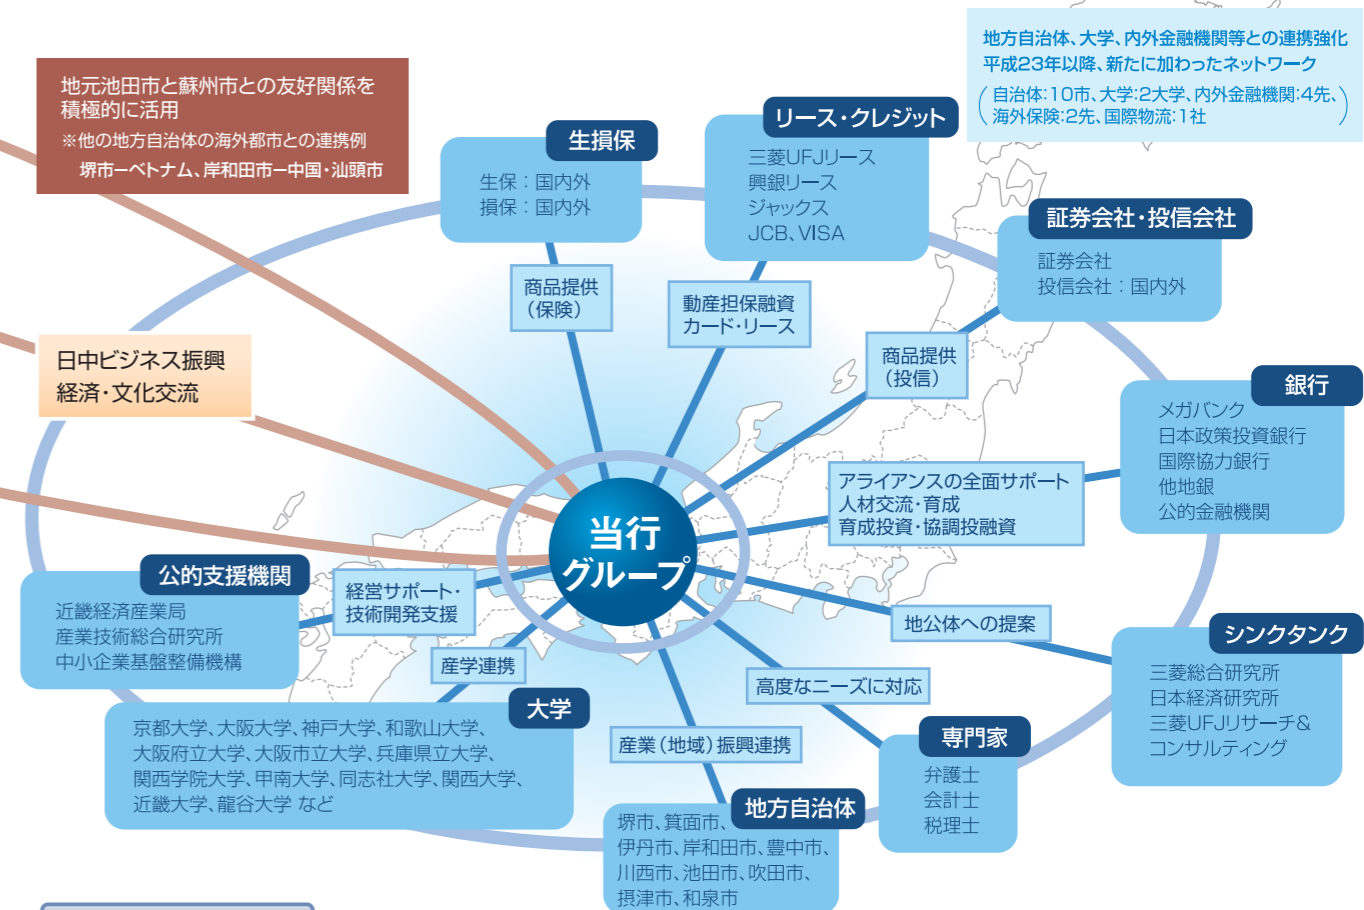 地方自治体、大学、内外金融機関等との連携強化
平成23年以降、新たに加わったネットワーク
(自治体:10市、大学:2大学、内外金融機関:4先、
海外保険:2先、国際物流:1社)
地元池田市と蘇州市との友好関係を
積極的に活用
※他の地方自治体の海外都市との連携例
堺市ーベトナム、岸和田市ー中国・汕頭市
生損保
生保:国内外
損保:国内外
リース・クレジット
三菱UFJリース
興銀リース
ジャックス
JCB、VISA
証券会社・投信会社
証券会社
投信会社:国内外
商品提供
(保険)
動産担保融資
カード・リース
商品提供
(投信)
日中ビジネス振興
経済・文化交流
銀行
メガバンク
日本政策投資銀行
国際協力銀行
他地銀
公的金融機関
アライアンスの全面サポート
人材交流・育成
育成投資・協調投融資
当行
グループ
公的支援機関
近畿経済産業局
産業技術総合研究所
中小企業基盤整備機構
経営サポート・
技術開発支援
地公体への提案
シンクタンク
三菱総合研究所
日本経済研究所
三菱UFJリサーチ&
コンサルティング
産学連携
高度なニーズに対応
大学
京都大学、大阪大学、神戸大学、和歌山大学、
大阪府立大学、大阪市立大学、兵庫県立大学、
関西学院大学、甲南大学、同志社大学、関西大学、
近畿大学、龍谷大学 など
産業(地域)振興連携
専門家
弁護士
会計士
税理士
地方自治体
堺市、箕面市、
伊丹市、岸和田市、豊中市、
川西市、池田市、吹田市、
摂津市、和泉市